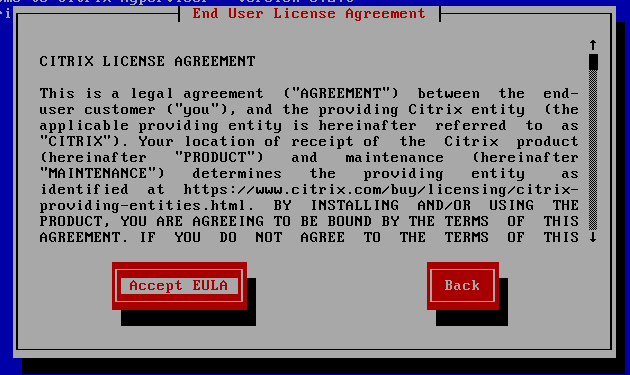 End User License Agreement
CITRIX LICENSE AGREEMENT
This is a legal agreement ("AGREEMENT") between the end-
user customer ("you"), and the providing Citrix entity (the
applicable providing entity is hereinafter referred to as
"CITRIX"). Your location of receipt of the Citrix product
(hereinafter "PRODUCT") and maintenance (hereinafter
"MAINTENANCE") determines the providing entity as
identified at https://www.citrix.com/buy/licensing/citrix-
providing-entities.html. BY INSTALLING AND/OR USING THE
PRODUCT, YOU ARE AGREEING TO BE BOUND BY THE TERMS OF THIS
AGREEMENT. IF YOU DO NOT AGREE TO THE TERMS OF THIS
Accept EULA
Back